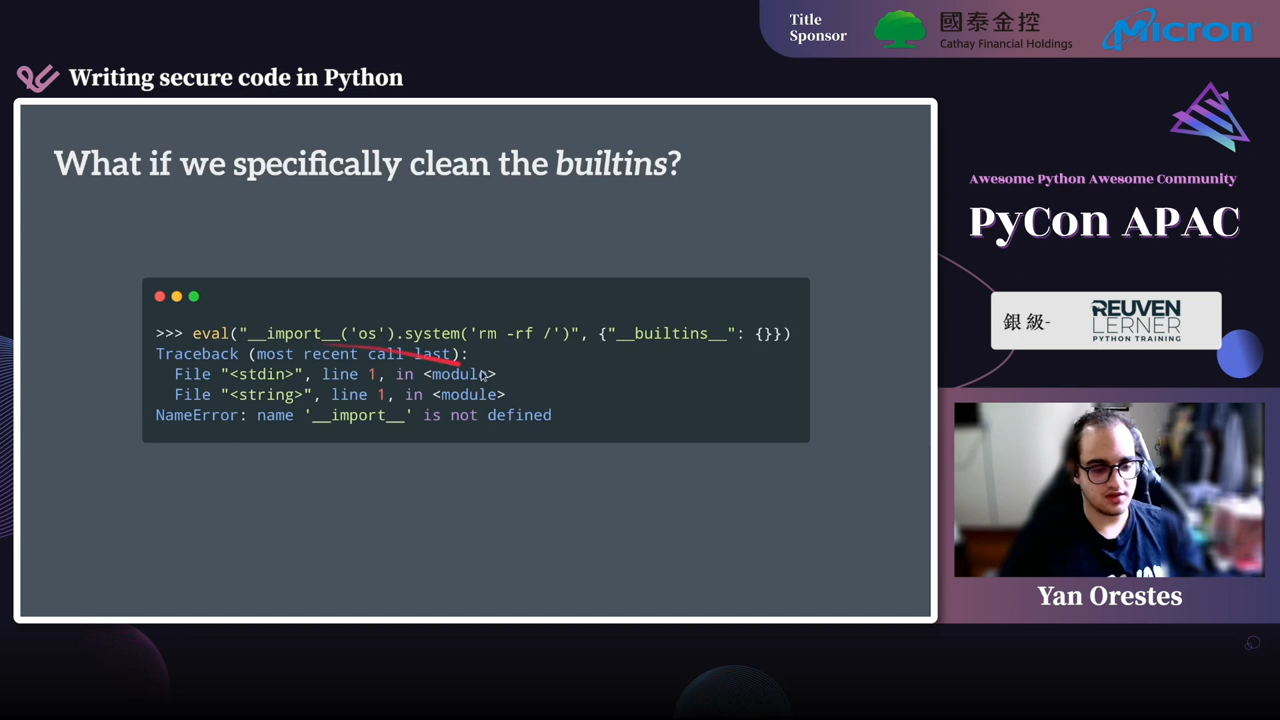 Title
Sponsor
國泰金控
Cathay Financial Holdings
Micron
Writing secure code in Python
What if we specifically clean the builtins?
>>> eval("__import__('os').system('rm -rf /')", {"__builtins__": {}})
Traceback (most recent call last):
File "<stdin>", line 1, in <module>
File "<string>", line 1, in <module>
NameError: name '__import__' is not defined
Awesome Python Awesome Community
PyCon APAC
銀級-
REUVEN
LERNER
PYTHON TRAINING
Yan Orestes